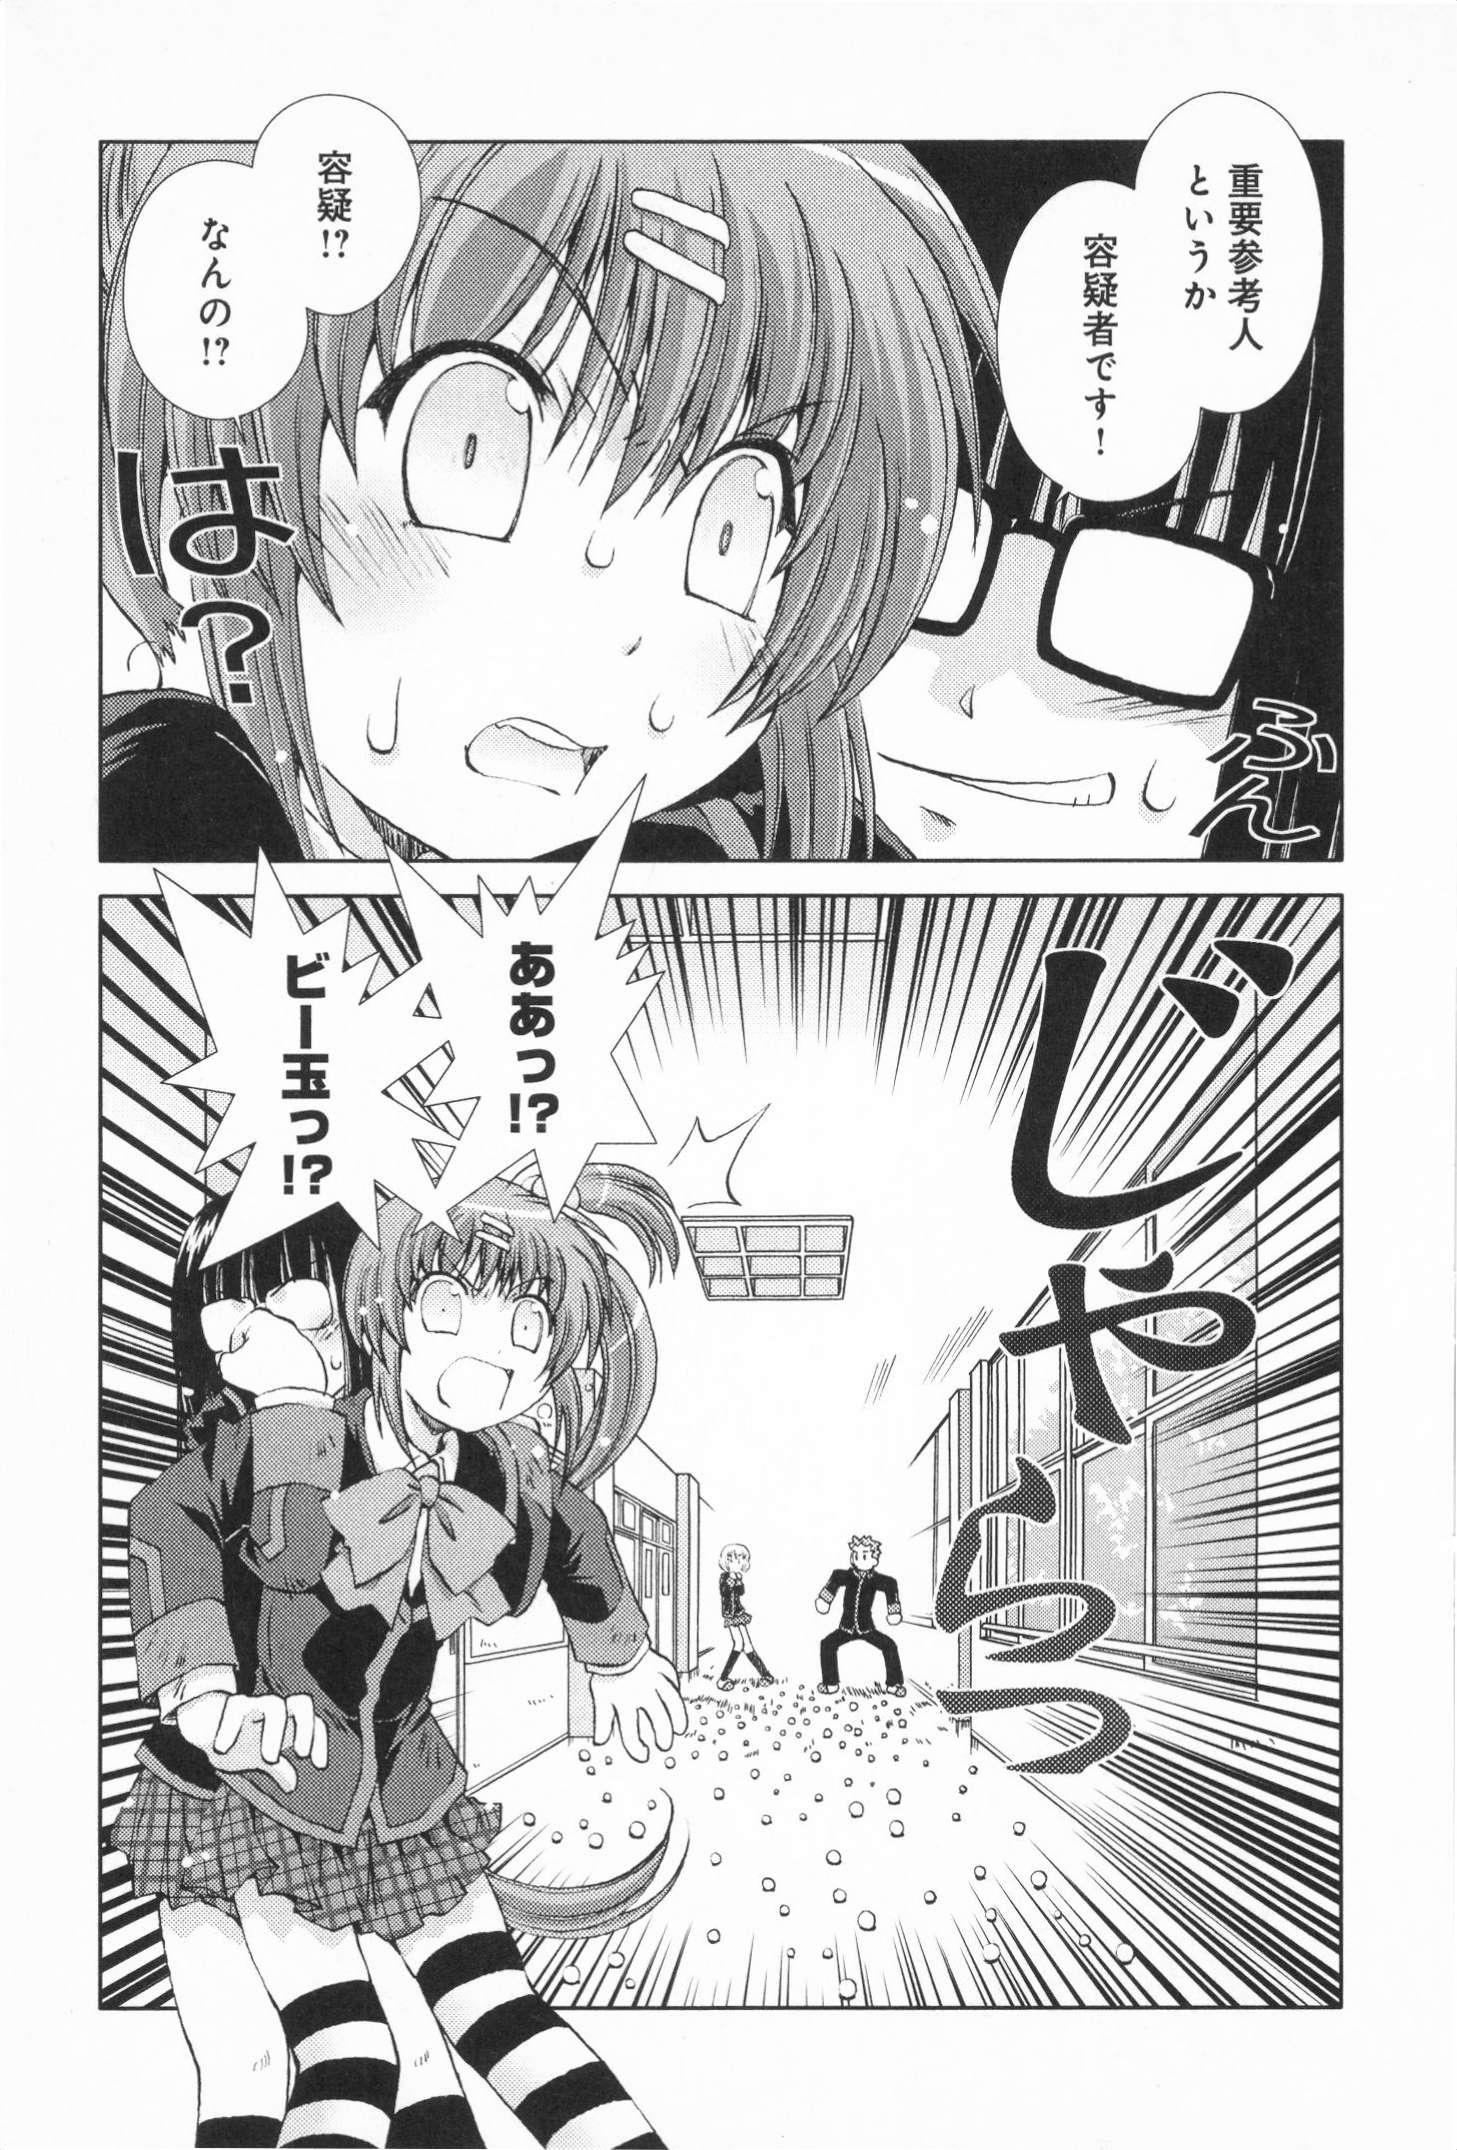 重要参考人
というか
容疑者です！
容疑！？
なんの！？
ふん
は？
じゃらら
ああっ！？
ビー玉っ！？